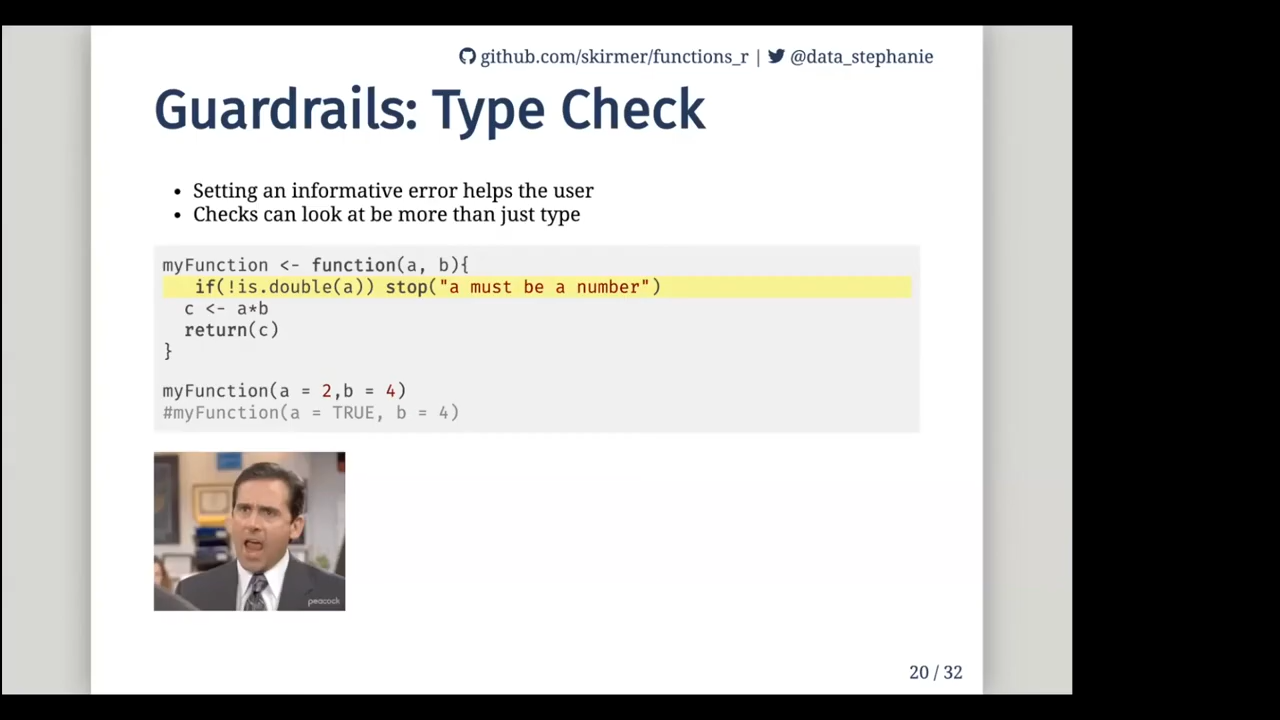 github.com/skirmer/functions_r | @data_stephanie
Guardrails: Type Check
• Setting an informative error helps the user
• Checks can look at be more than just type
myFunction <- function(a, b){
if(!is.double(a)) stop("a must be a number")
c <- a*b
return(c)
}
myFunction(a = 2,b = 4)
#myFunction(a = TRUE, b = 4)
peacock
20 / 32